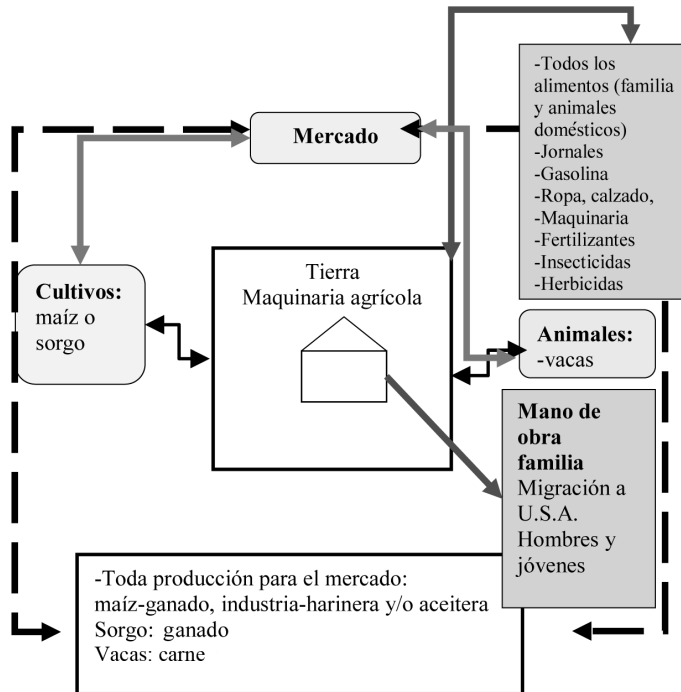 -Todos los
alimentos (familia
y animales
domésticos)
-Jornales
-Gasolina
-Ropa, calzado,
-Maquinaria
-Fertilizantes
-Insecticidas
-Herbicidas
Mercado
Tierra
Maquinaria agrícola
Cultivos:
maíz o
sorgo
Animales:
-vacas
Mano de
obra
familia
Migración a
U.S.A.
Hombres y
jóvenes
-Toda producción para el mercado:
maíz-ganado, industria-harinera y/o aceitera
Sorgo: ganado
Vacas: carne